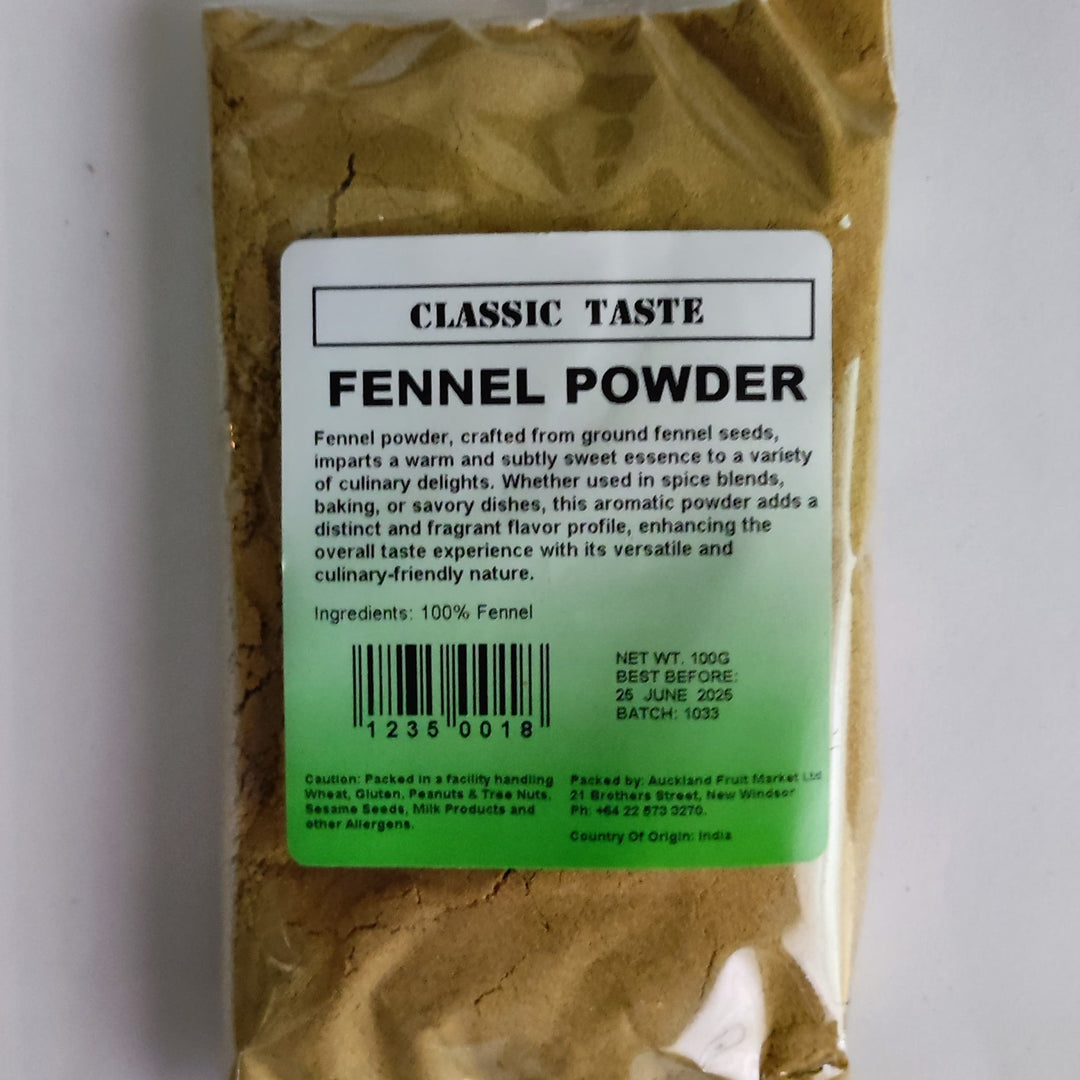 CLASSIC TASTE
FENNEL POWDER
Fennel powder, crafted from ground fennel seeds,
imparts a warm and subtly sweet essence to a variety
of culinary delights. Whether used in spice blends,
baking, or savory dishes, this aromatic powder adds a
distinct and fragrant flavor profile, enhancing the
overall taste experience with its versatile and
culinary-friendly nature.
Ingredients: 100% Fennel
1235 0018
NET WT. 100G
BEST BEFORE:
25 JUNE 2025
BATCH: 1033
Caution: Packed in a facility handling
Wheat, Gluten, Peanuts & Tree Nuts,
Sesame Seeds, Milk Products and
other Allergens.
Packed by: Auckland Fruit Market Ltd
21 Brothers Street, New Windsor
Ph: +64 22 573 3270.
Country Of Origin: India